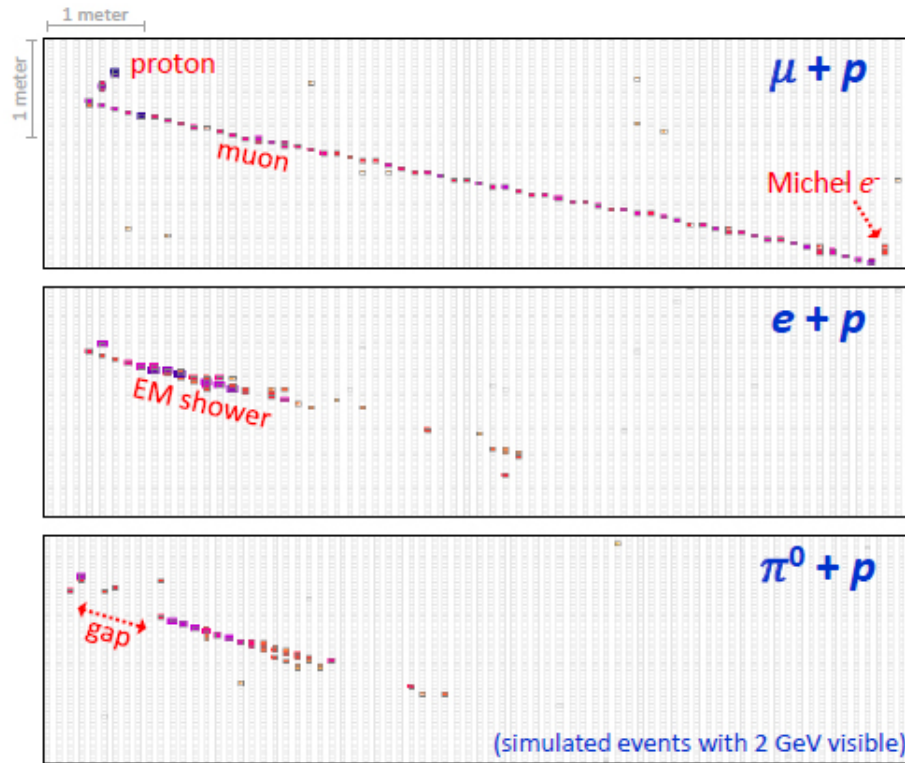 1 meter
1 meter
proton
μ + p
muon
Michel e-
e + p
EM shower
π⁰ + p
gap
(simulated events with 2 GeV visible)